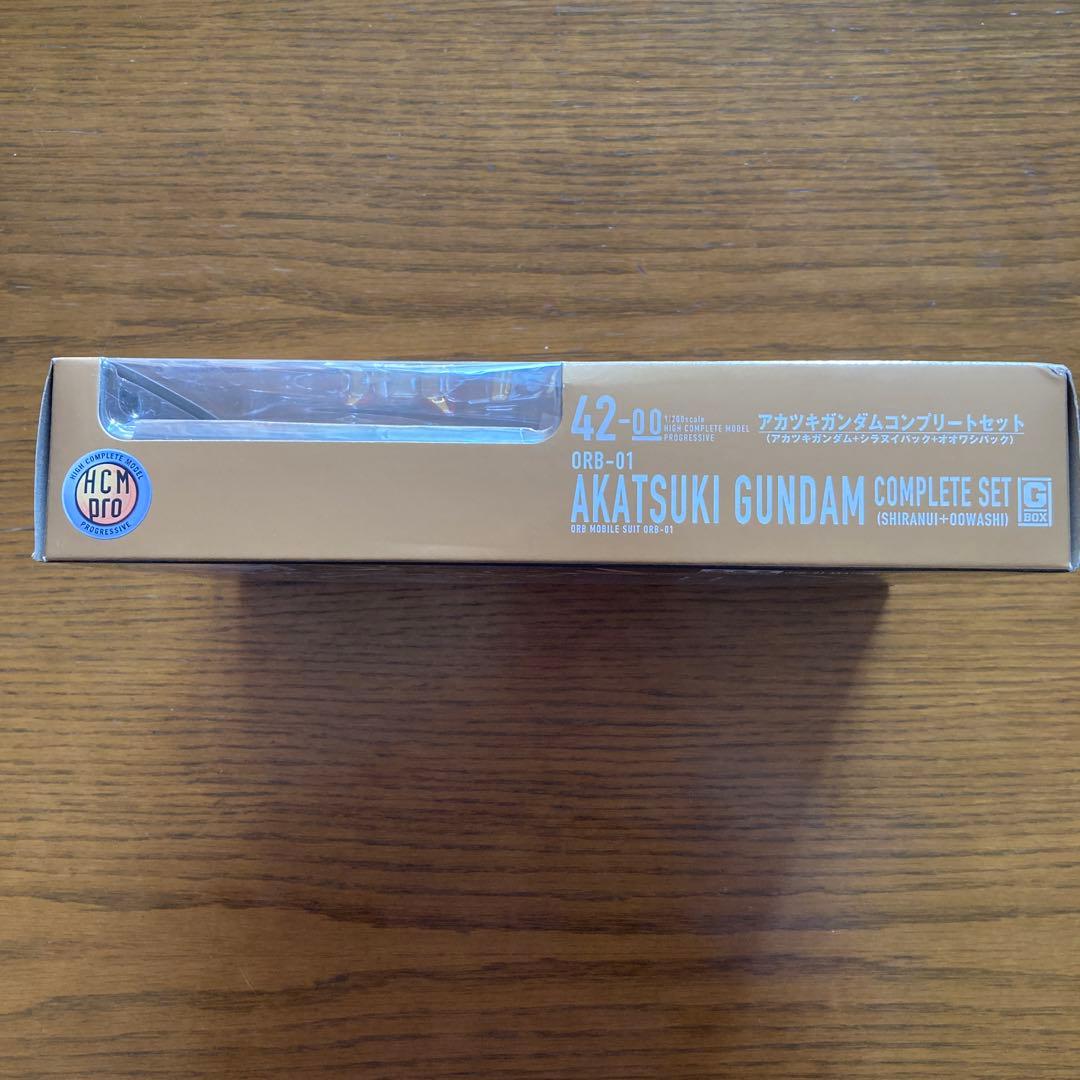 HIGH COMPLETE MODEL
HCM
pro
PROGRESSIVE
42-00
1/200scale
HIGH COMPLETE MODEL
PROGRESSIVE
アカツキガンダムコンプリートセット
(アカツキガンダム+シラヌイパック+オオワシパック)
ORB-01
AKATSUKI GUNDAM COMPLETE SET
(SHIRANUI+OOWASHI)
ORB MOBILE SUIT ORB-01
G
BOX